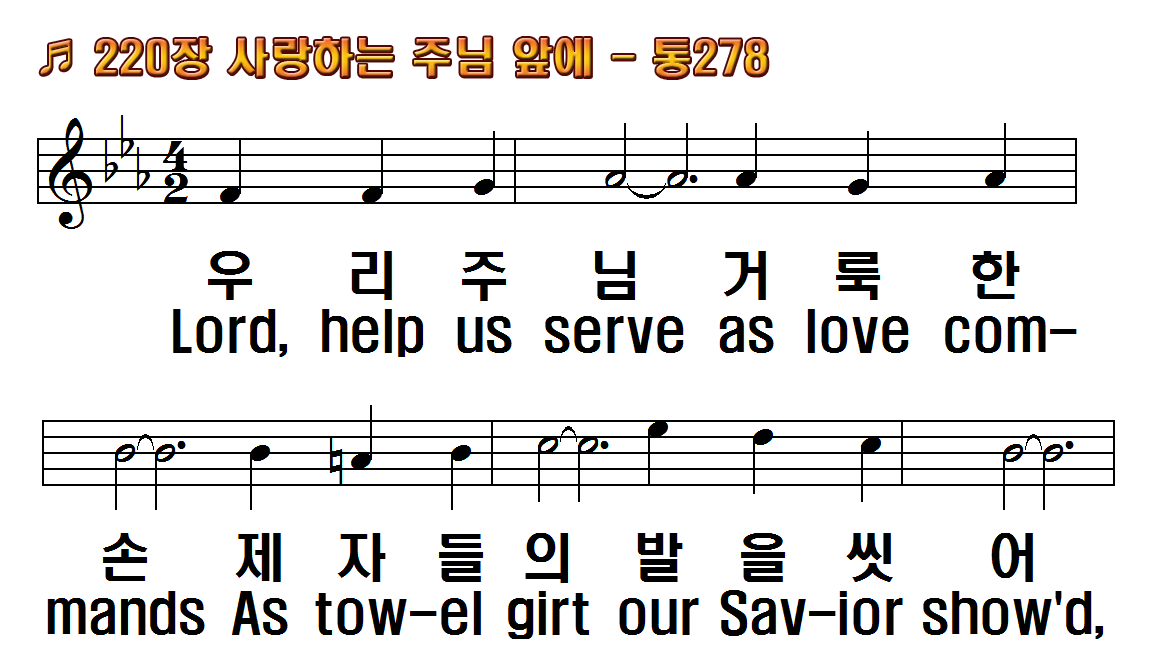 ♬ 220장 사랑하는 주님 앞에 - 통278
4
2
우 리 주 님 거 룩 한
Lord, help us serve as love com-
손 제 자 들 의 발 을 씻 어
mands As tow-el girt our Sav-ior show'd,